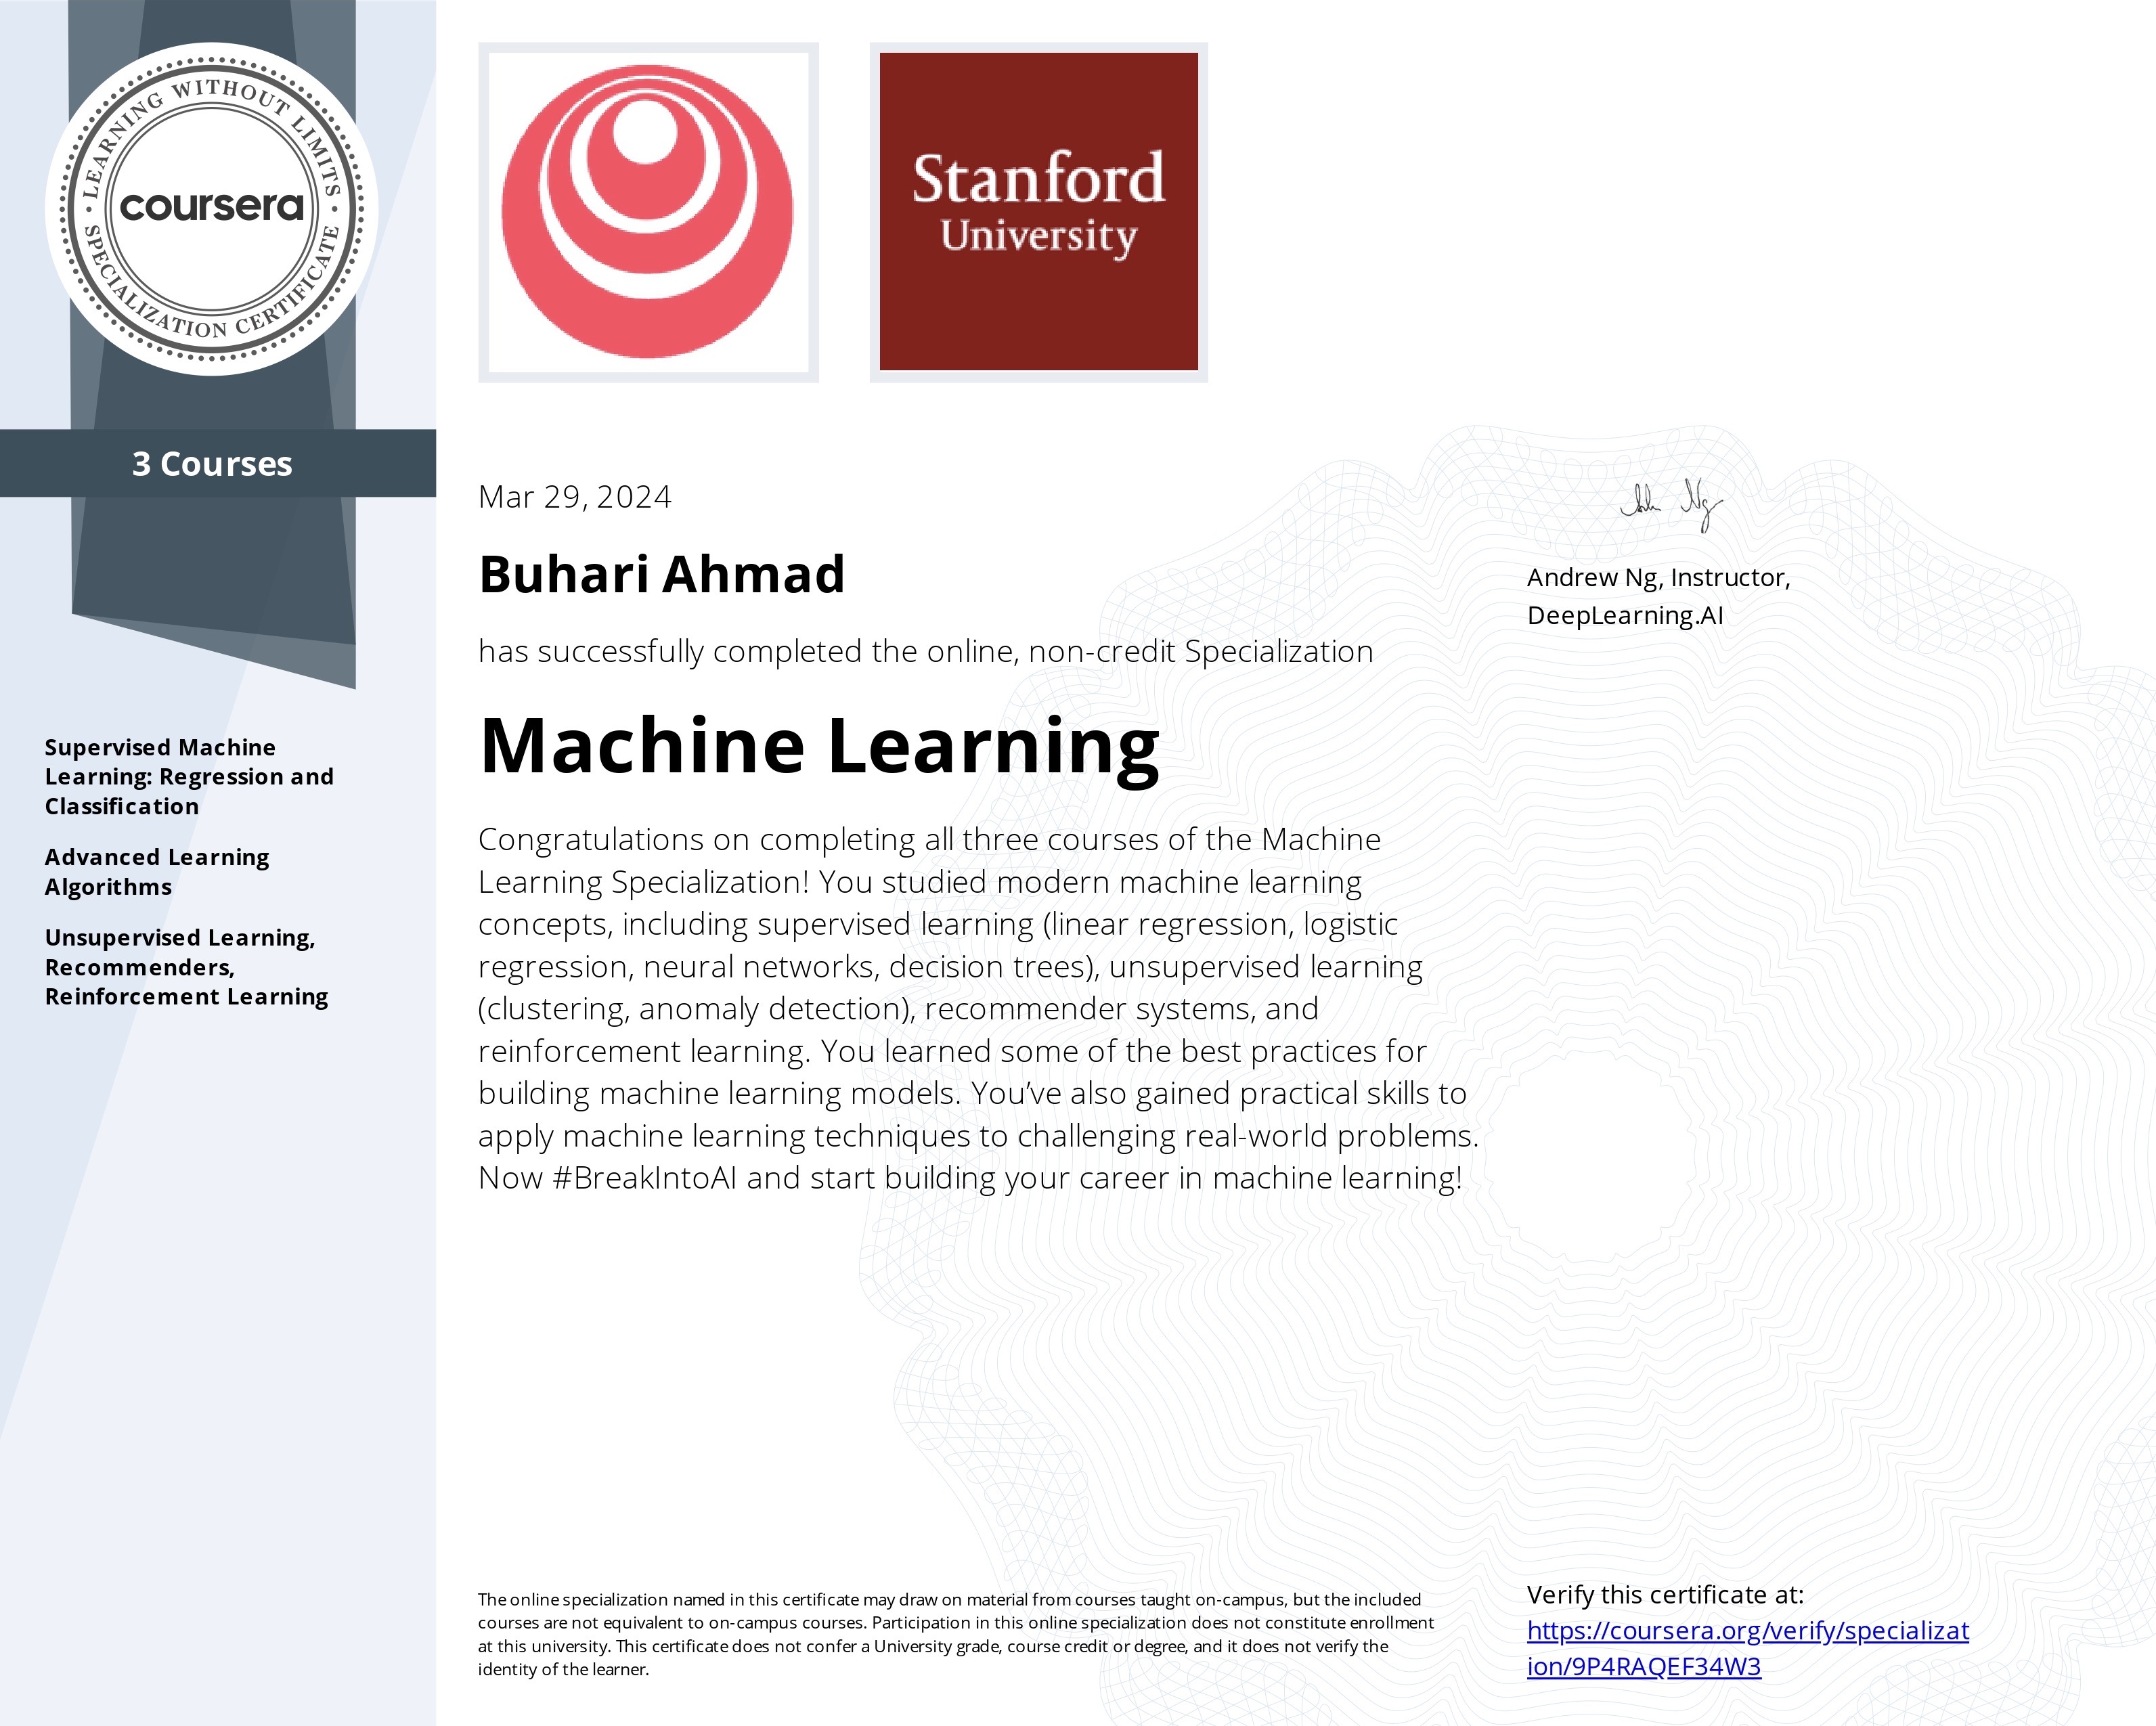 LEARNING WITHOUT LIMITS
coursera
SPECIALIZATION CERTIFICATE
3 Courses
Supervised Machine
Learning: Regression and
Classification
Advanced Learning
Algorithms
Unsupervised Learning,
Recommenders,
Reinforcement Learning
Stanford
University
Mar 29, 2024
Buhari Ahmad
has successfully completed the online, non-credit Specialization
Machine Learning
Congratulations on completing all three courses of the Machine
Learning Specialization! You studied modern machine learning
concepts, including supervised learning (linear regression, logistic
regression, neural networks, decision trees), unsupervised learning
(clustering, anomaly detection), recommender systems, and
reinforcement learning. You learned some of the best practices for
building machine learning models. You’ve also gained practical skills to
apply machine learning techniques to challenging real-world problems.
Now #BreakIntoAI and start building your career in machine learning!
Andrew Ng, Instructor,
DeepLearning.AI
The online specialization named in this certificate may draw on material from courses taught on-campus, but the included
courses are not equivalent to on-campus courses. Participation in this online specialization does not constitute enrollment
at this university. This certificate does not confer a University grade, course credit or degree, and it does not verify the
identity of the learner.
Verify this certificate at:
https://coursera.org/verify/specializat
ion/9P4RAQEF34W3